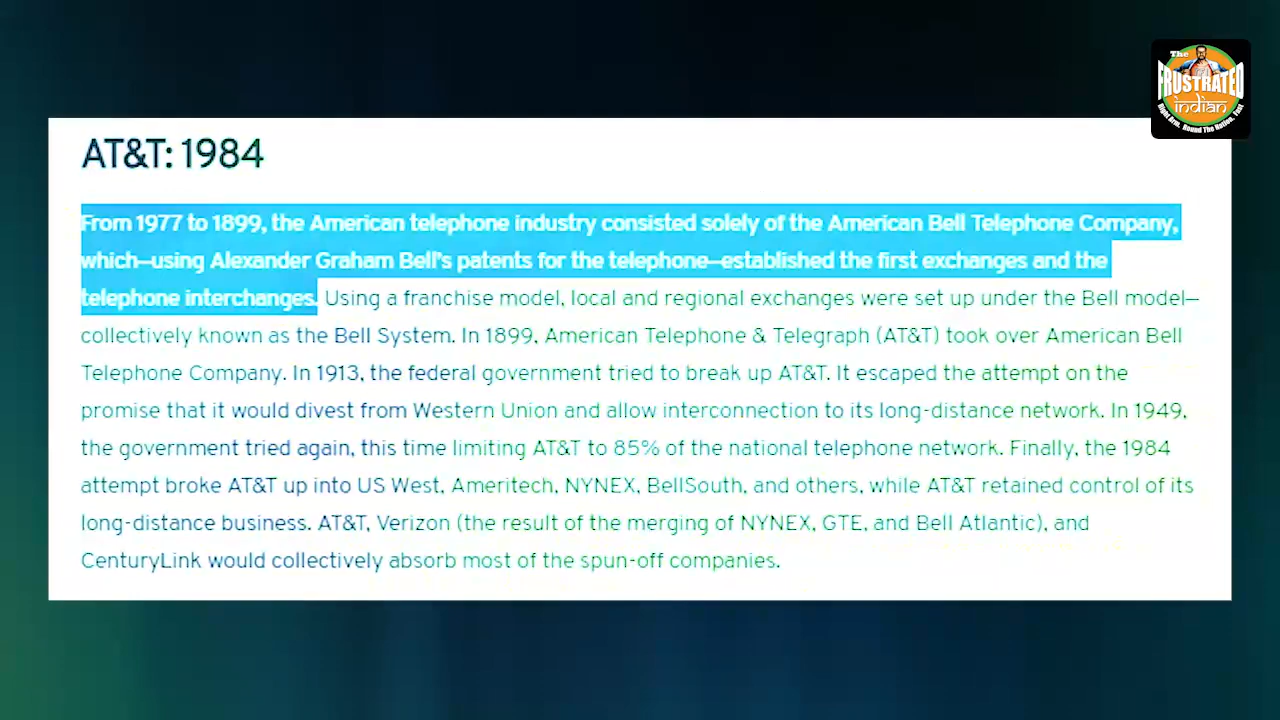 The
FRUSTRATED
indian
Right Arm. Round The Nation. Fast
AT&T: 1984
From 1977 to 1899, the American telephone industry consisted solely of the American Bell Telephone Company,
which—using Alexander Graham Bell's patents for the telephone—established the first exchanges and the
telephone interchanges. Using a franchise model, local and regional exchanges were set up under the Bell model—
collectively known as the Bell System. In 1899, American Telephone & Telegraph (AT&T) took over American Bell
Telephone Company. In 1913, the federal government tried to break up AT&T. It escaped the attempt on the
promise that it would divest from Western Union and allow interconnection to its long-distance network. In 1949,
the government tried again, this time limiting AT&T to 85% of the national telephone network. Finally, the 1984
attempt broke AT&T up into US West, Ameritech, NYNEX, BellSouth, and others, while AT&T retained control of its
long-distance business. AT&T, Verizon (the result of the merging of NYNEX, GTE, and Bell Atlantic), and
CenturyLink would collectively absorb most of the spun-off companies.